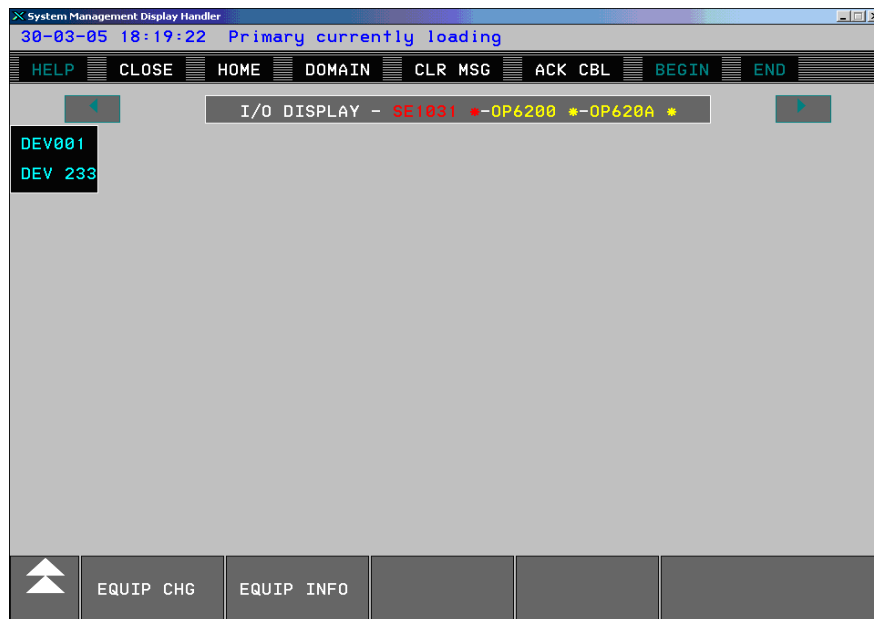 System Management Display Handler
30-03-05 18:19:22 Primary currently loading
HELP CLOSE HOME DOMAIN CLR MSG ACK CBL BEGIN END
I/O DISPLAY - SE1031 -OP6200 *-OP620A *
DEV001
DEV 233
EQUIP CHG EQUIP INFO